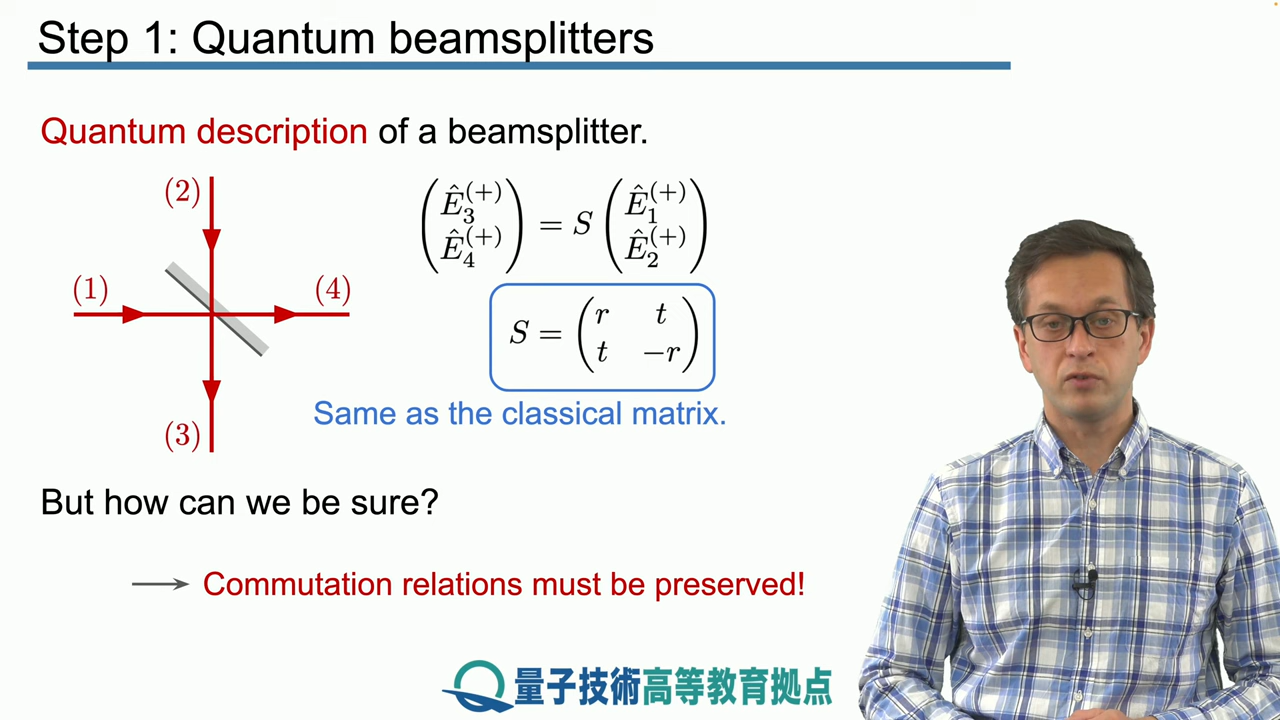 Step 1: Quantum beamsplitters
Quantum description of a beamsplitter.
(2)
(1)
(4)
(3)
$\begin{pmatrix} \hat{E}_3^{(+)} \\ \hat{E}_4^{(+)} \end{pmatrix} = S \begin{pmatrix} \hat{E}_1^{(+)} \\ \hat{E}_2^{(+)} \end{pmatrix}$
$S = \begin{pmatrix} r & t \\ t & -r \end{pmatrix}$
Same as the classical matrix.
But how can we be sure?
Commutation relations must be preserved!
量子技術高等教育拠点